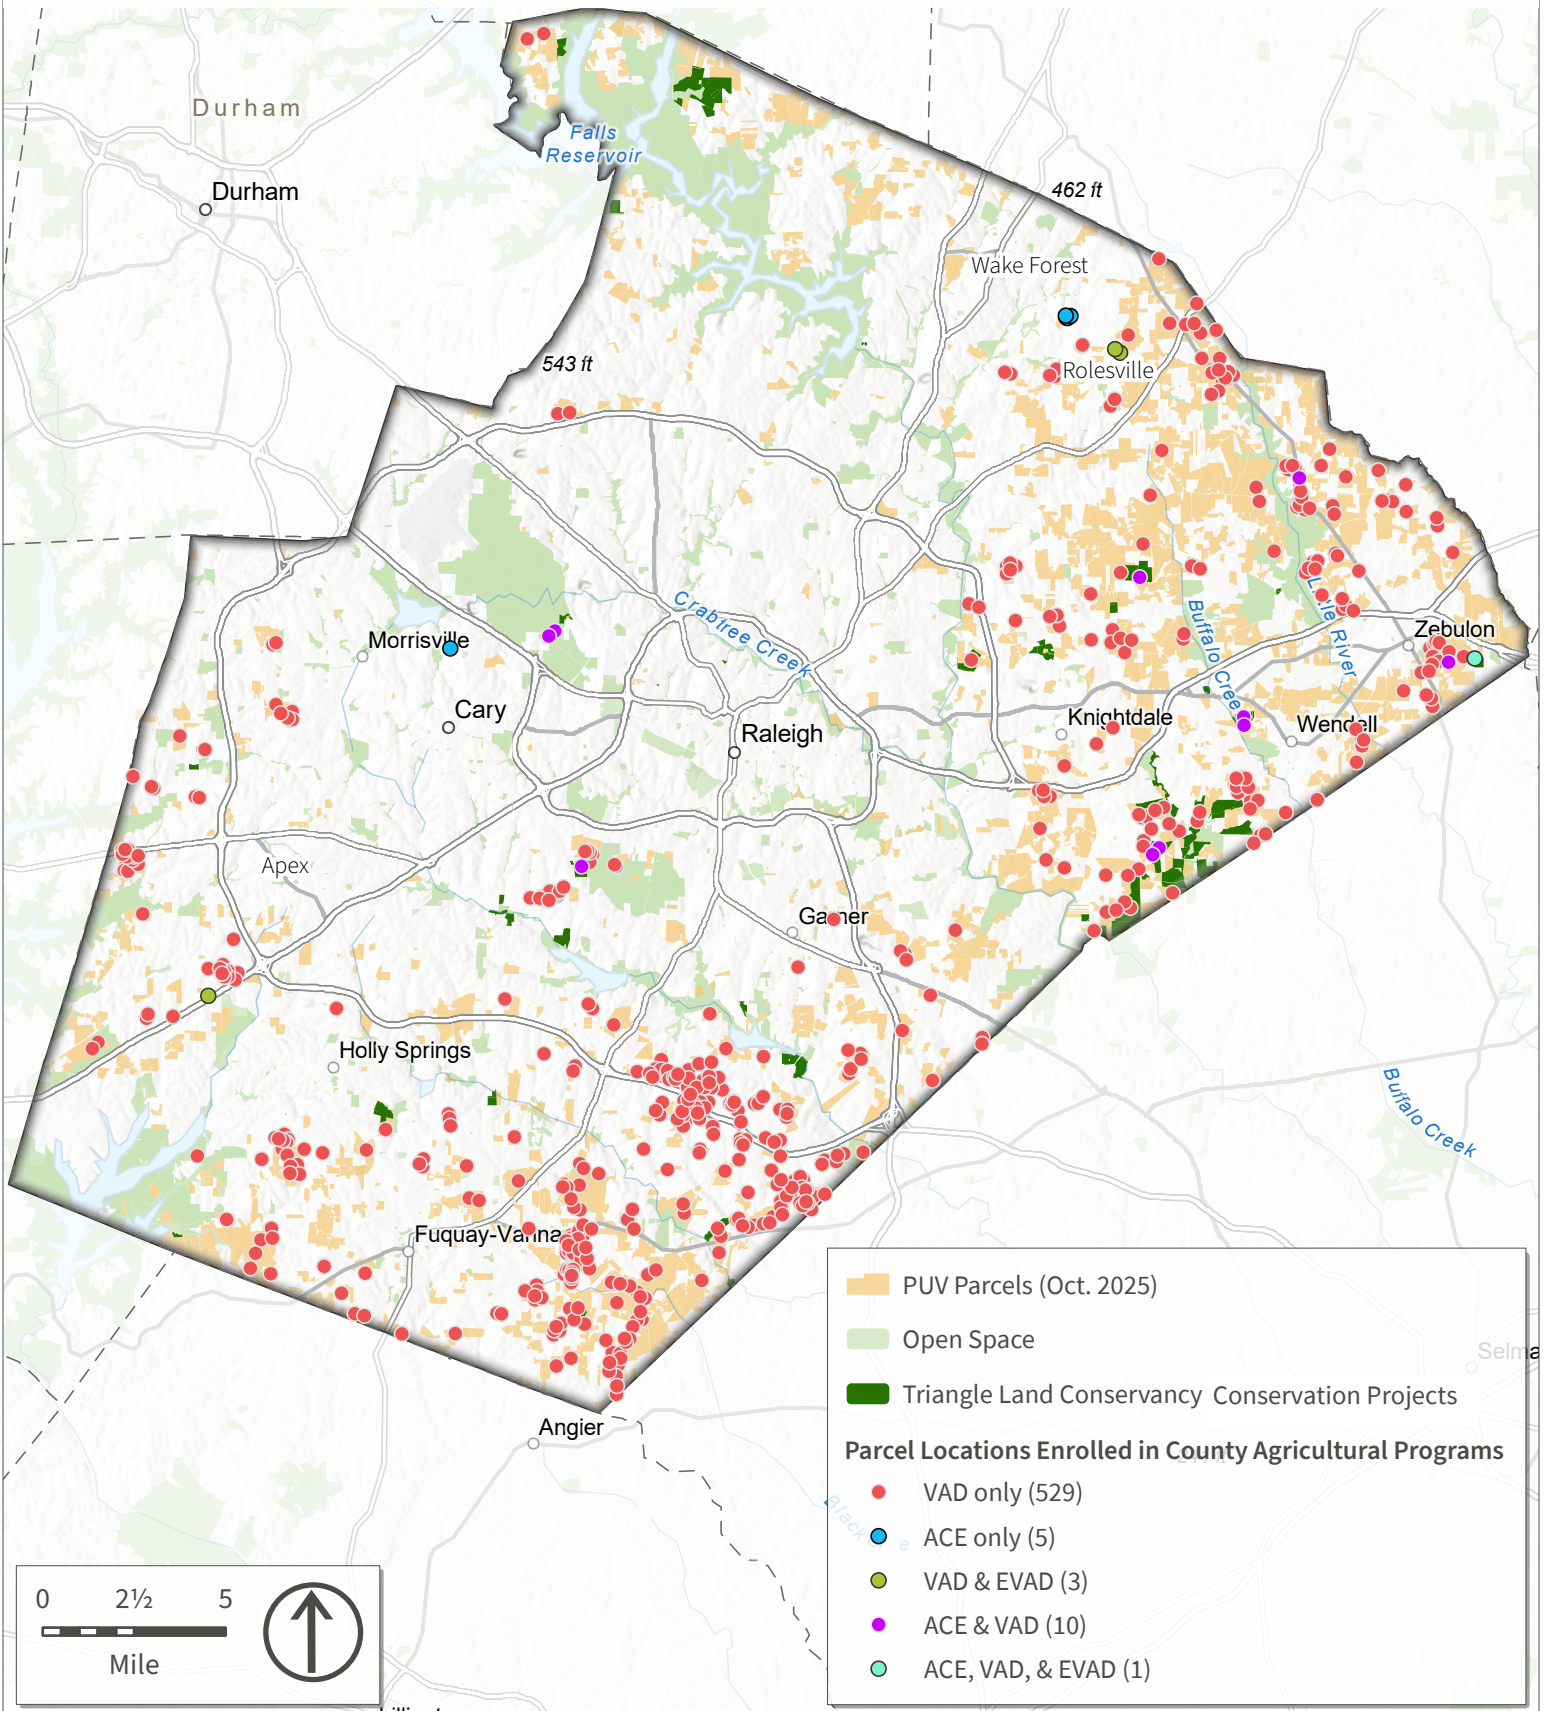 Durham
Falls
Reservoir
Durham
462 ft
Wake Forest
543 ft
Rolesville
Crabtree Creek
Buffalo Creek
Little River
Zebulon
Morrisville
Cary
Raleigh
Knightdale
Wendell
Apex
Garner
Holly Springs
Buffalo Creek
Fuquay-Varina
Angier
PUV Parcels (Oct. 2025)
Open Space
Triangle Land Conservancy Conservation Projects
Parcel Locations Enrolled in County Agricultural Programs
VAD only (529)
ACE only (5)
VAD & EVAD (3)
ACE & VAD (10)
ACE, VAD, & EVAD (1)
Selma
Black
0 2½ 5
Mile